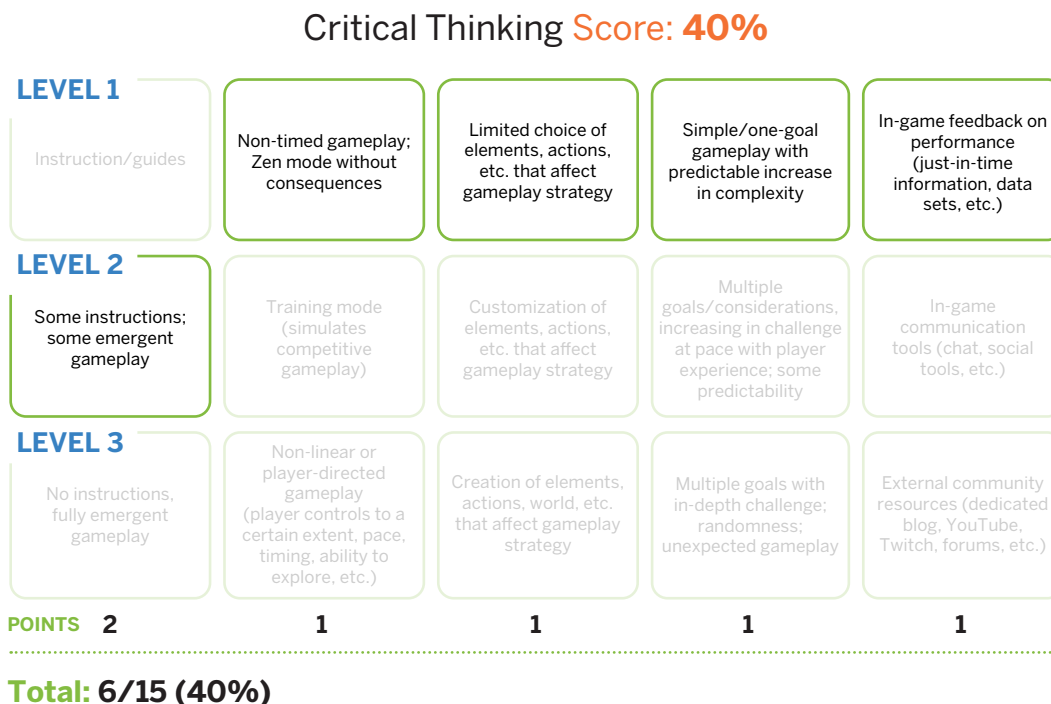 Critical Thinking Score: 40%
LEVEL 1
Instruction/guides
Non-timed gameplay;
Zen mode without
consequences
Limited choice of
elements, actions,
etc. that affect
gameplay strategy
Simple/one-goal
gameplay with
predictable increase
in complexity
In-game feedback on
performance
(just-in-time
information, data
sets, etc.)
LEVEL 2
Some instructions;
some emergent
gameplay
Training mode
(simulates
competitive
gameplay)
Customization of
elements, actions,
etc. that affect
gameplay strategy
Multiple
goals/considerations,
increasing in challenge
at pace with player
experience; some
predictability
In-game
communication
tools (chat, social
tools, etc.)
LEVEL 3
No instructions,
fully emergent
gameplay
Non-linear or
player-directed
gameplay
(player controls to a
certain extent, pace,
timing, ability to
explore, etc.)
Creation of elements,
actions, world, etc.
that affect gameplay
strategy
Multiple goals with
in-depth challenge;
randomness;
unexpected gameplay
External community
resources (dedicated
blog, YouTube,
Twitch, forums, etc.)
POINTS 2 1 1 1 1
Total: 6/15 (40%)